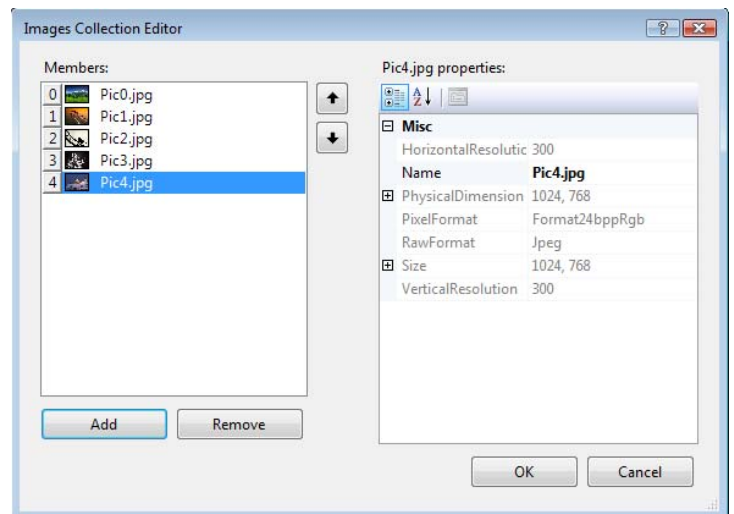 Images Collection Editor
Members:
0 Pic0.jpg
1 Pic1.jpg
2 Pic2.jpg
3 Pic3.jpg
4 Pic4.jpg
Add
Remove
Pic4.jpg properties:
Misc
HorizontalResolutic 300
Name Pic4.jpg
PhysicalDimension 1024, 768
PixelFormat Format24bppRgb
RawFormat Jpeg
Size 1024, 768
VerticalResolution 300
OK
Cancel